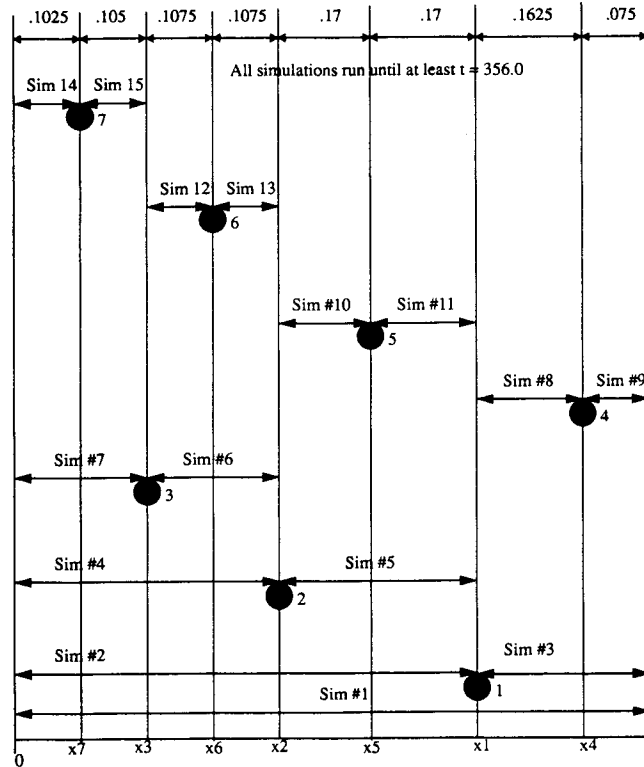 .1025 .105 .1075 .1075 .17 .17 .1625 .075
All simulations run until at least t = 356.0
Sim 14 Sim 15
7
Sim 12 Sim 13
6
Sim #10 Sim #11
5
Sim #8 Sim #9
4
Sim #7 Sim #6
3
Sim #4 Sim #5
2
Sim #2 Sim #3
1
Sim #1
0 x7 x3 x6 x2 x5 x1 x4